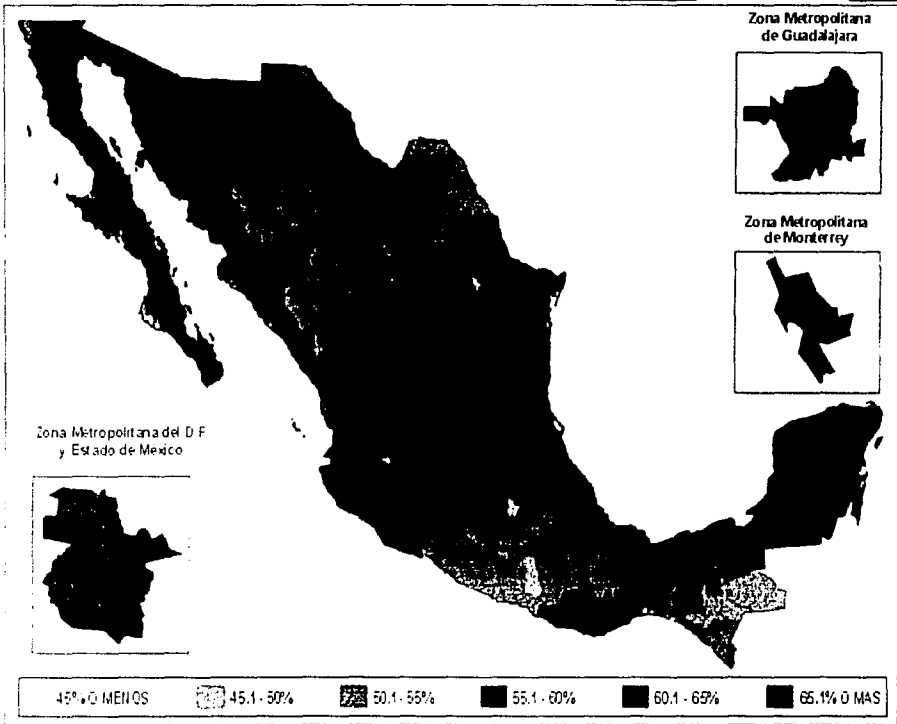 Zona Metropolitana
de Guadalajara
Zona Metropolitana
de Monterrey
Zona Metropolitana del D F
y Estado de Mexico
45% O MENOS
45.1 - 50%
50.1 - 55%
55.1 - 60%
60.1 - 65%
65.1% O MAS